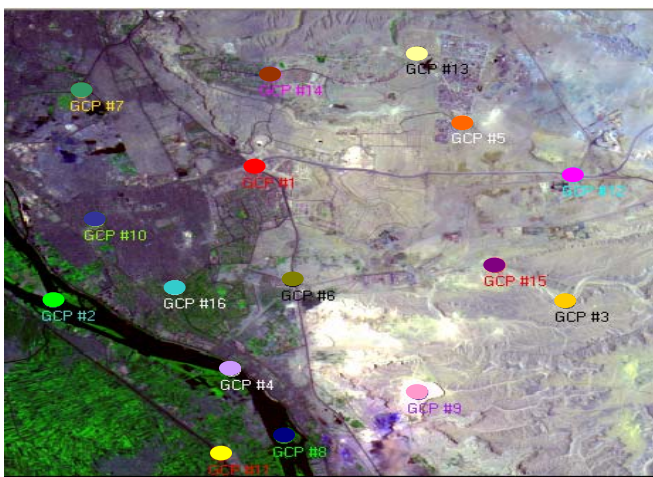 GCP #13
GCP #14
GCP #7
GCP #5
GCP #1
GCP #12
GCP #10
GCP #15
GCP #6
GCP #16
GCP #2
GCP #3
GCP #4
GCP #9
GCP #8
GCP #11